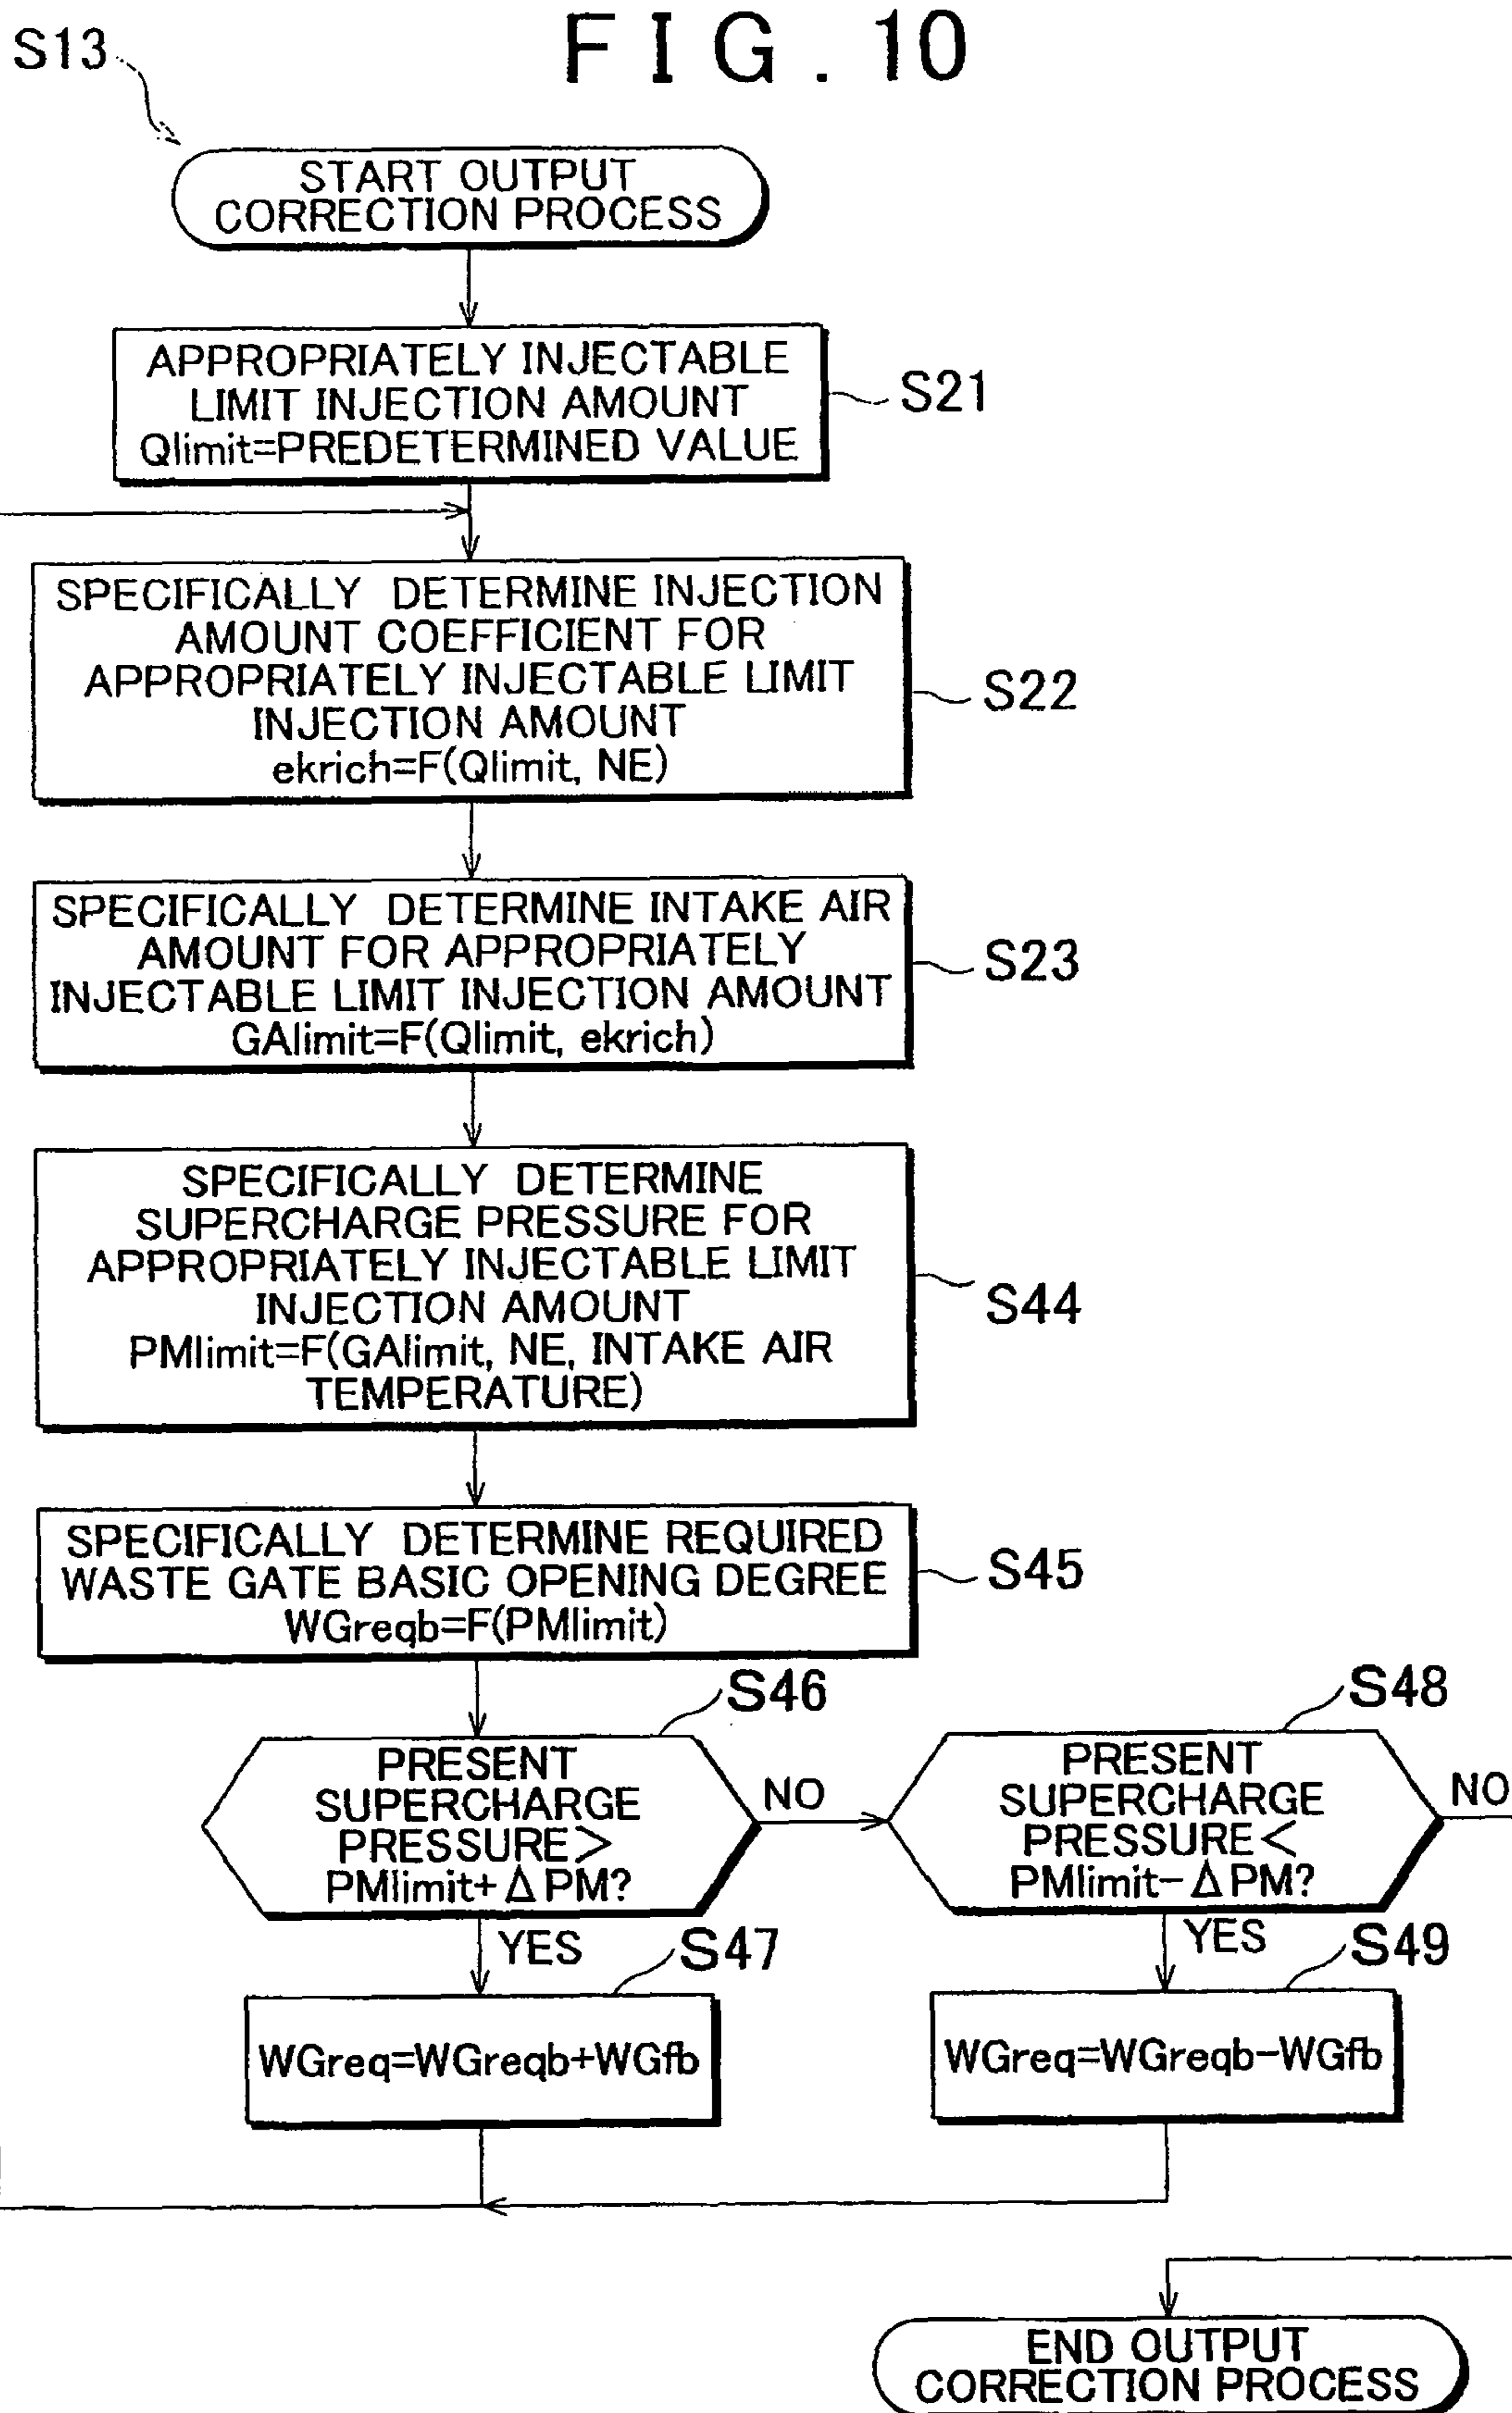 FIG. 10
S13
START OUTPUT
CORRECTION PROCESS
APPROPRIATELY INJECTABLE
LIMIT INJECTION AMOUNT
Qlimit=PREDETERMINED VALUE
S21
SPECIFICALLY DETERMINE INJECTION
AMOUNT COEFFICIENT FOR
APPROPRIATELY INJECTABLE LIMIT
INJECTION AMOUNT
ekrich=F(Qlimit, NE)
S22
SPECIFICALLY DETERMINE INTAKE AIR
AMOUNT FOR APPROPRIATELY
INJECTABLE LIMIT INJECTION AMOUNT
GAlimit=F(Qlimit, ekrich)
S23
SPECIFICALLY DETERMINE
SUPERCHARGE PRESSURE FOR
APPROPRIATELY INJECTABLE LIMIT
INJECTION AMOUNT
PMlimit=F(GAlimit, NE, INTAKE AIR
TEMPERATURE)
S44
SPECIFICALLY DETERMINE REQUIRED
WASTE GATE BASIC OPENING DEGREE
WGreqb=F(PMlimit)
S45
S46
PRESENT
SUPERCHARGE
PRESSURE>
PMlimit+ΔPM?
NO
YES
S48
PRESENT
SUPERCHARGE
PRESSURE<
PMlimit-ΔPM?
NO
YES
S47
WGreq=WGreqb+WGfb
S49
WGreq=WGreqb-WGfb
END OUTPUT
CORRECTION PROCESS